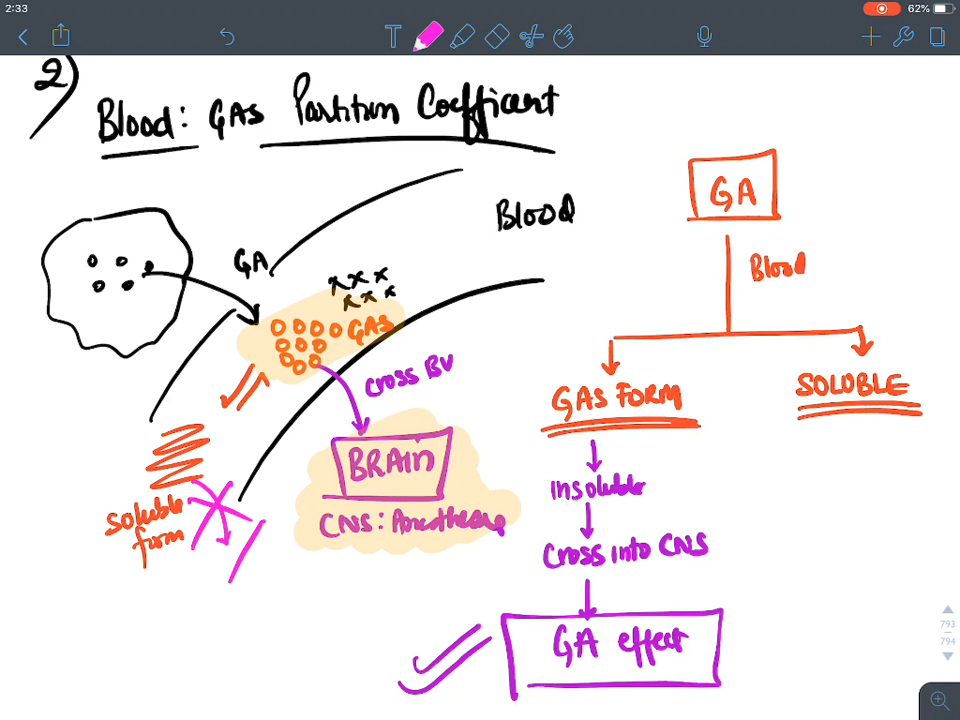 2:33
62%
T
2)
Blood: GAS Partition Coefficient
Blood
GA
GAS
Cross BV
BRAIN
CNS: Anesthesia
Soluble
form
GA
Blood
GAS FORM
SOLUBLE
Insoluble
Cross into CNS
GA effect
793
794